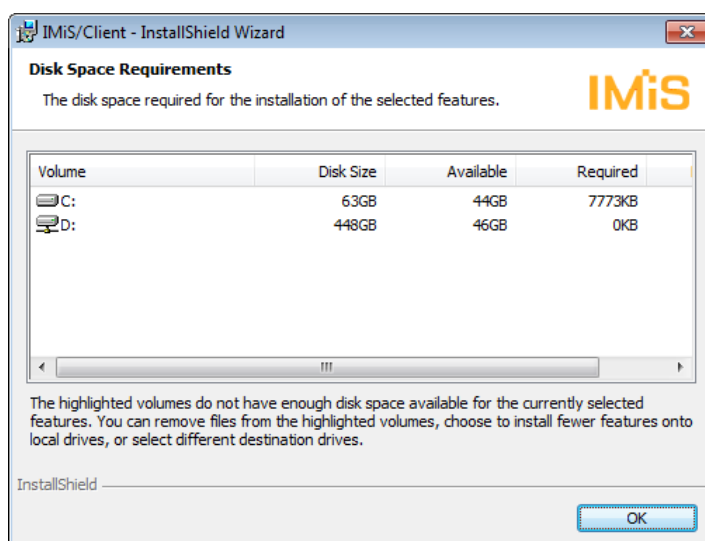 IMiS/Client - InstallShield Wizard
Disk Space Requirements
The disk space required for the installation of the selected features.
IMiS
Volume Disk Size Available Required
C: 63GB 44GB 7773KB
D: 448GB 46GB 0KB
The highlighted volumes do not have enough disk space available for the currently selected
features. You can remove files from the highlighted volumes, choose to install fewer features onto
local drives, or select different destination drives.
InstallShield
OK